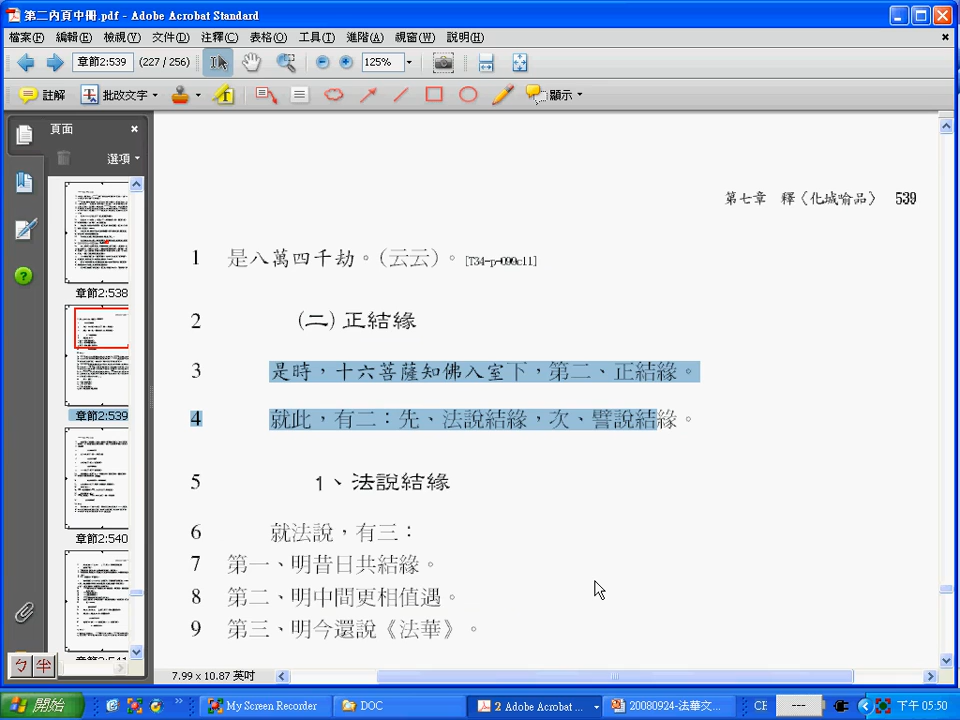 第二內頁中冊.pdf - Adobe Acrobat Standard
檔案(F) 編輯(E) 檢視(V) 文件(D) 注釋(C) 表格(O) 工具(T) 進階(A) 視窗(W) 說明(H)
章節2:539 (227 / 256) 125%
註解 批改文字 顯示
頁面
選項
章節2:538
章節2:539
章節2:540
章節2:541
第七章 釋〈化城喻品〉 539
1 是八萬四千劫。(云云)。[T34-p-099c11]
2 (二)正結緣
3 是時，十六菩薩知佛入室下，第二、正結緣。
4 就此，有二：先、法說結緣，次、譬說結緣。
5 1、法說結緣
6 就法說，有三：
7 第一、明昔日共結緣。
8 第二、明中間更相值遇。
9 第三、明今還說《法華》。
7.99 x 10.87 英吋
ㄅ 半
開始 My Screen Recorder DOC 2 Adobe Acrobat ... 20080924-法華文... CH --- 下午 05:50